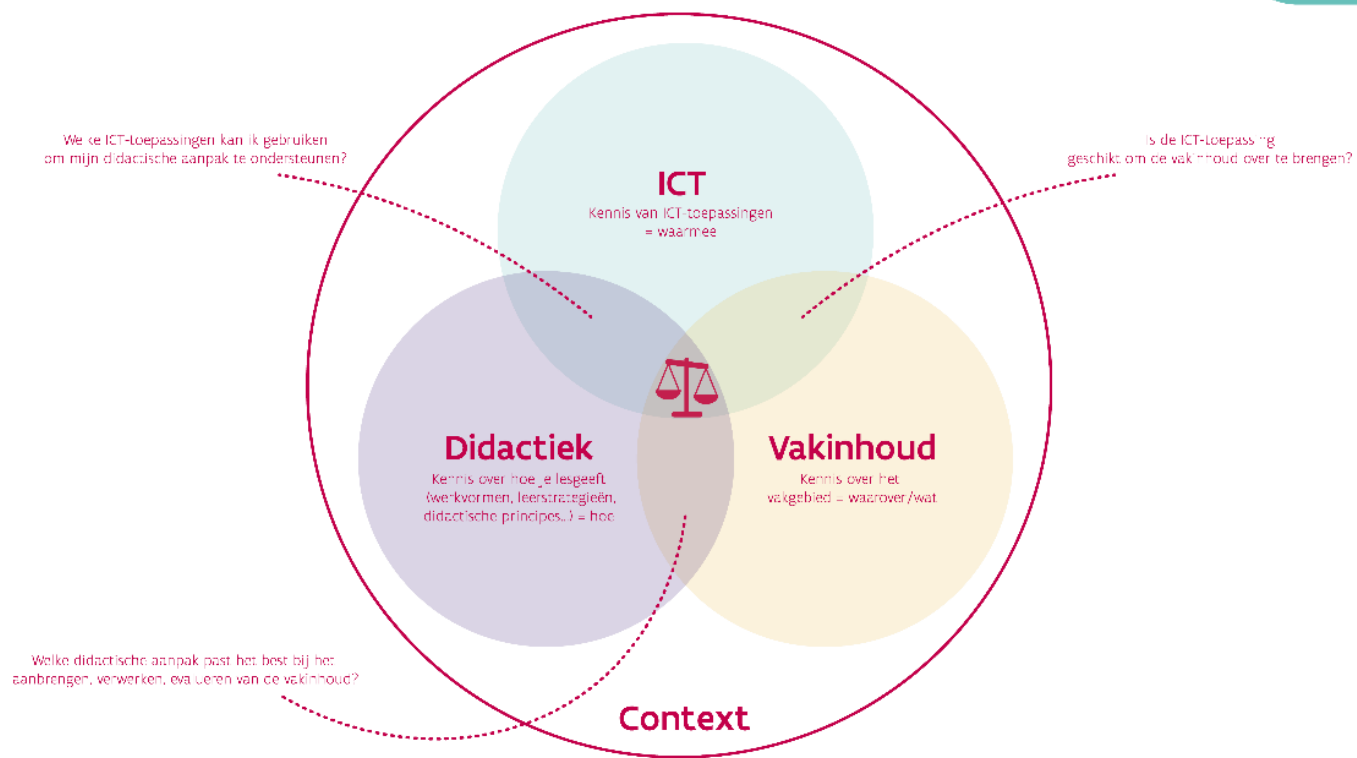 Welke ICT-toepassingen kan ik gebruiken
om mijn didactische aanpak te ondersteunen?
Is de ICT-toepassing
geschikt om de vakinhoud over te brengen?
ICT
Kennis van ICT-toepassingen
= waarmee
Didactiek
Kennis over hoe je lesgeeft
(werkvormen, leerstrategieën,
didactische principes...) = hoe
Vakinhoud
Kennis over het
vakgebied = waarover/wat
Welke didactische aanpak past het best bij het
aanbrengen, verwerken, evalueren van de vakinhoud?
Context